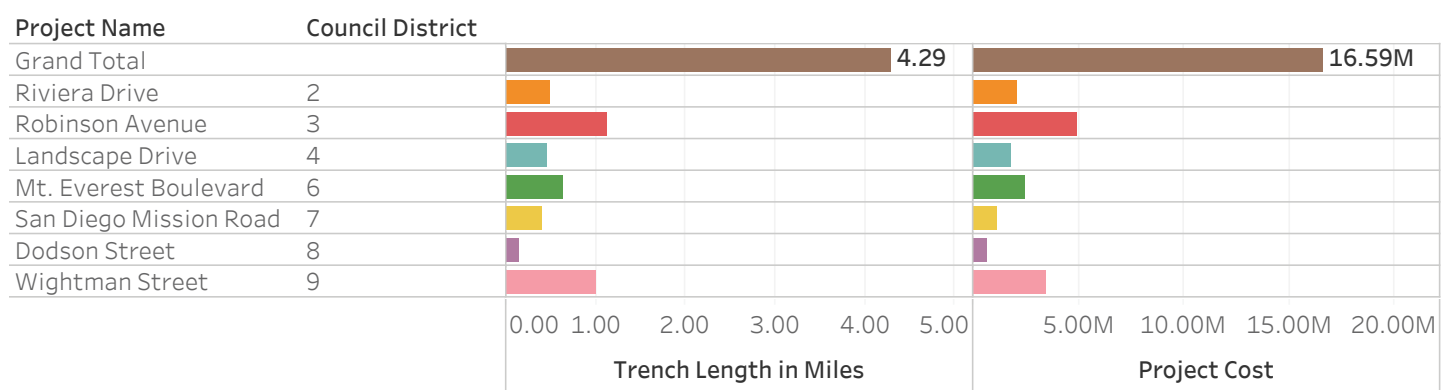 Project Name Council District
Grand Total 4.29 16.59M
Riviera Drive 2
Robinson Avenue 3
Landscape Drive 4
Mt. Everest Boulevard 6
San Diego Mission Road 7
Dodson Street 8
Wightman Street 9
0.00 1.00 2.00 3.00 4.00 5.00 5.00M 10.00M 15.00M 20.00M
Trench Length in Miles Project Cost